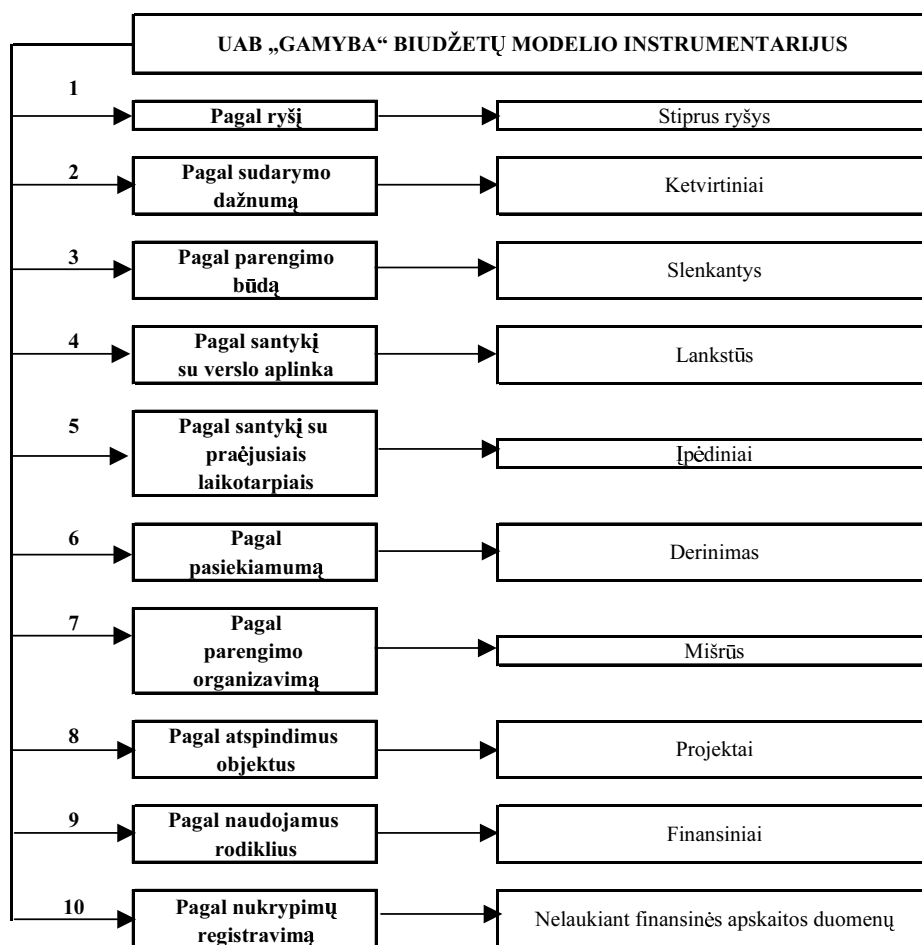 UAB „GAMYBA“ BIUDŽETŲ MODELIO INSTRUMENTARIJUS
1
Pagal ryšį
Stiprus ryšys
2
Pagal sudarymo
dažnumą
Ketvirtiniai
3
Pagal parengimo
būdą
Slenkantys
4
Pagal santykį
su verslo aplinka
Lankstūs
5
Pagal santykį su
praėjusiais
laikotarpiais
Įpėdiniai
6
Pagal
pasiekiamumą
Derinimas
7
Pagal
parengimo
organizavimą
Mišrūs
8
Pagal atspindimus
objektus
Projektai
9
Pagal naudojamus
rodiklius
Finansiniai
10
Pagal nukrypimų
registravimą
Nelaukiant finansinės apskaitos duomenų